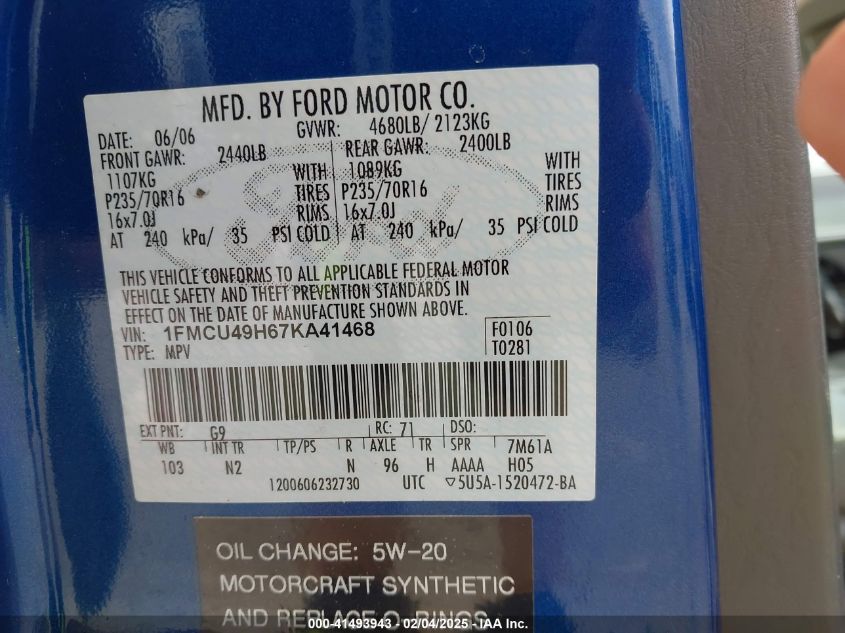 MFD. BY FORD MOTOR CO.
DATE: 06/06 GVWR: 4680LB/ 2123KG
FRONT GAWR: 2440LB REAR GAWR: 2400LB
1107KG WITH 1089KG WITH
P235/70R16 TIRES P235/70R16 TIRES
16x7.0J RIMS 16x7.0J RIMS
AT 240 kPa/ 35 PSI COLD AT 240 kPa/ 35 PSI COLD
THIS VEHICLE CONFORMS TO ALL APPLICABLE FEDERAL MOTOR
VEHICLE SAFETY AND THEFT PREVENTION STANDARDS IN
EFFECT ON THE DATE OF MANUFACTURE SHOWN ABOVE.
VIN: 1FMCU49H67KA41468 F0106
TYPE: MPV T0281
EXT PNT: G9 RC: 71 DSO:
WB INT TR TP/PS R AXLE TR SPR 7M61A
103 N2 N 96 H AAAA H05
1200606232730 UTC ▽5U5A-1520472-BA
OIL CHANGE: 5W-20
MOTORCRAFT SYNTHETIC
AND REPLACE O-RINGS
000-41493943 - 02/04/2025 - IAA, Inc.